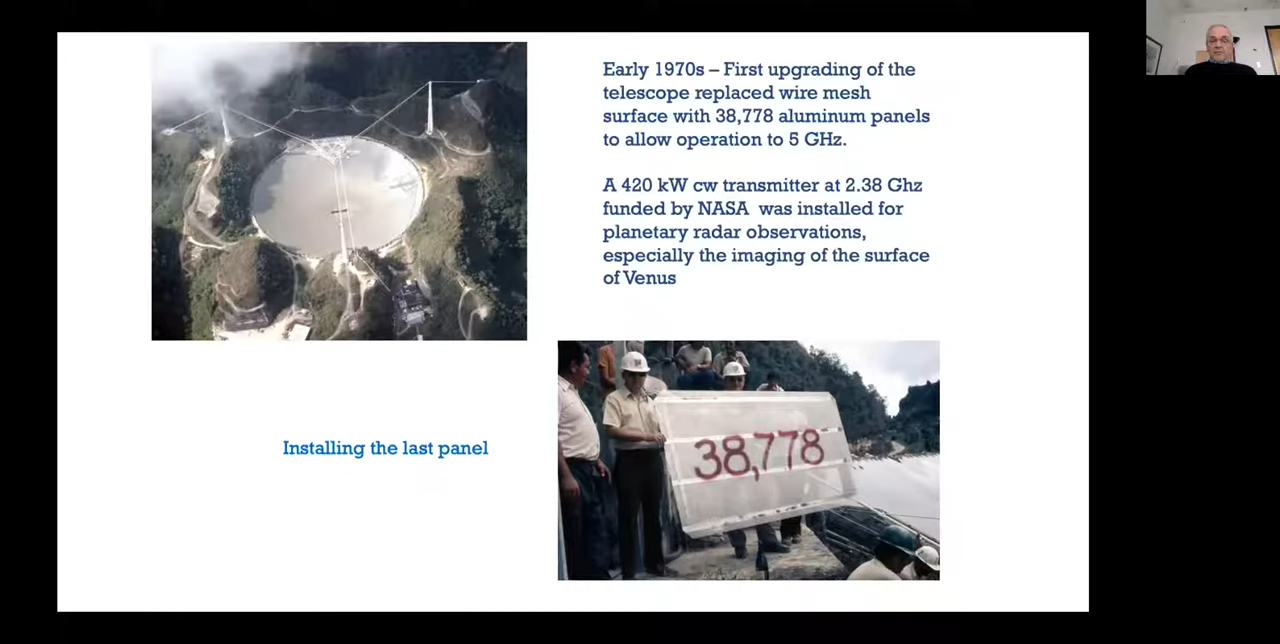 Early 1970s – First upgrading of the
telescope replaced wire mesh
surface with 38,778 aluminum panels
to allow operation to 5 GHz.
A 420 kW cw transmitter at 2.38 Ghz
funded by NASA was installed for
planetary radar observations,
especially the imaging of the surface
of Venus
Installing the last panel
38,778